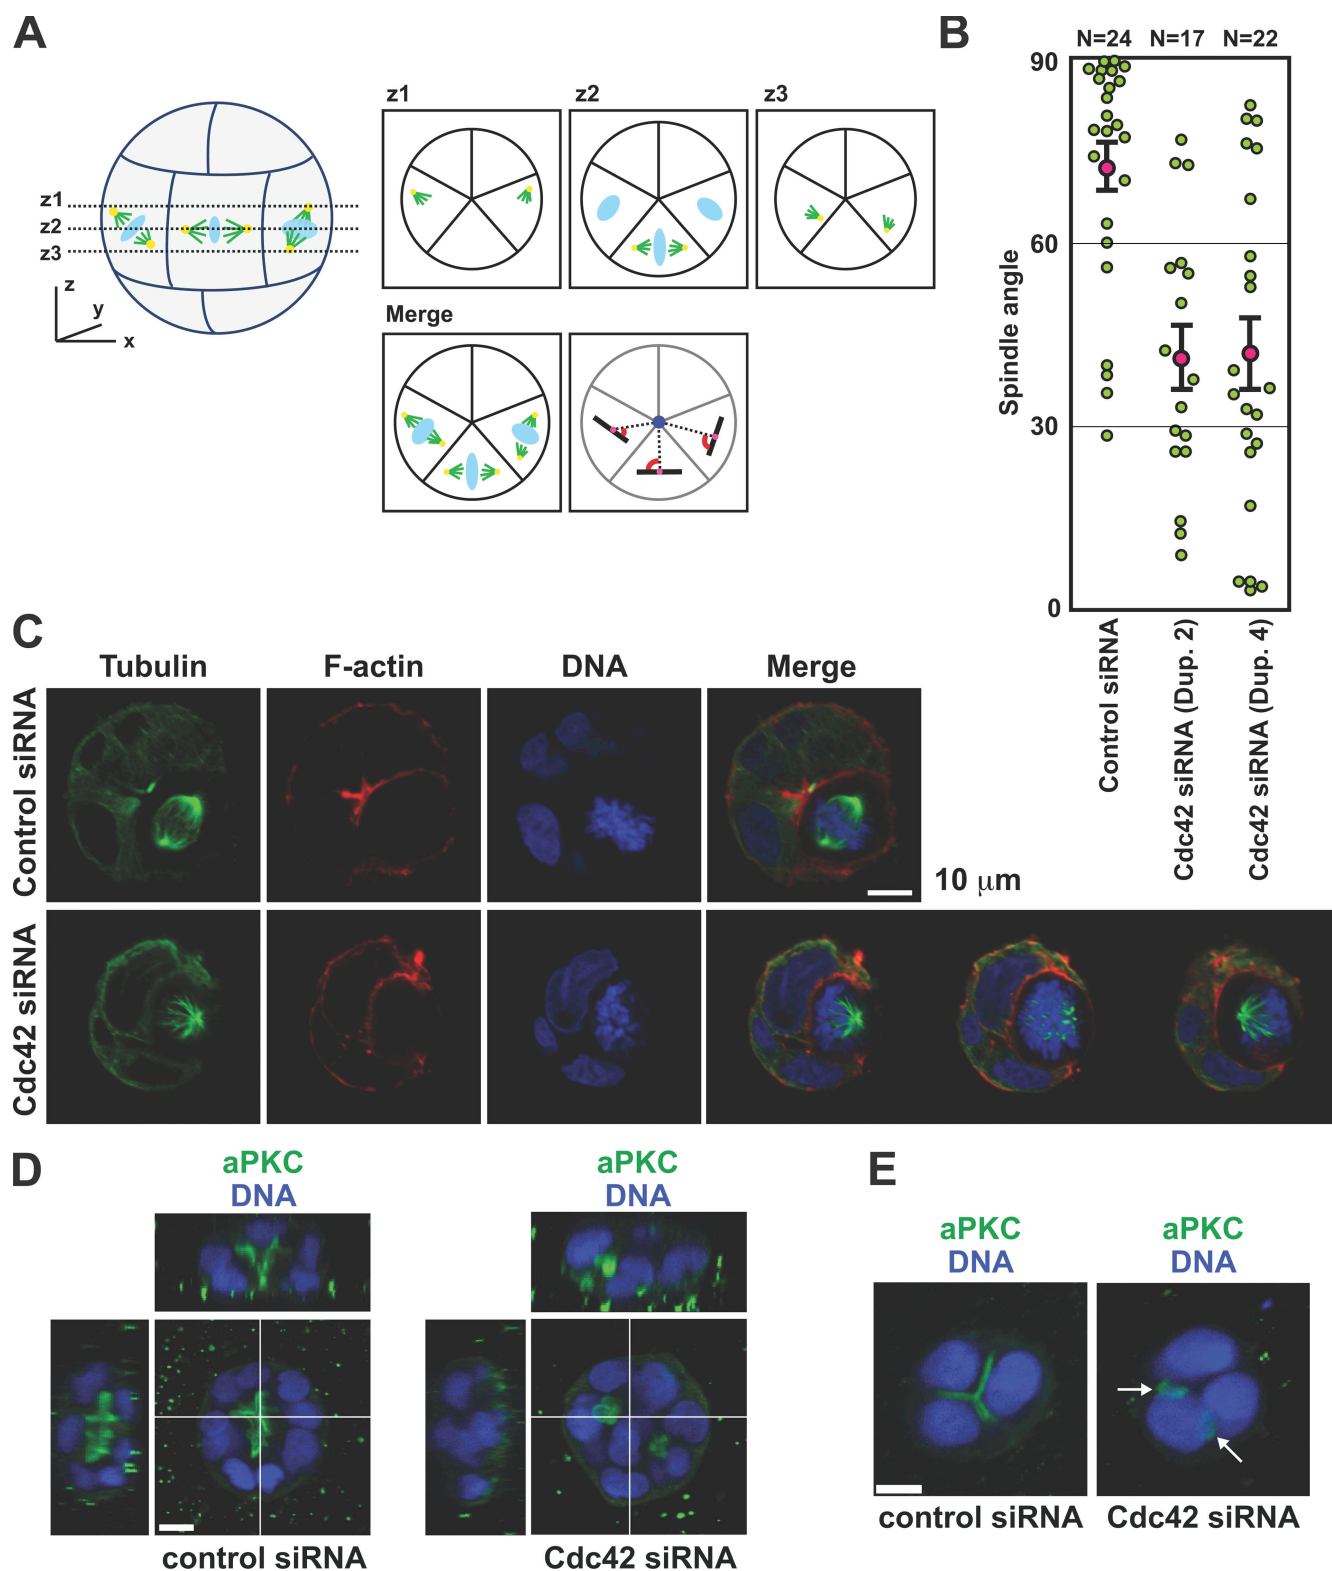 A
z1
z2
z3
z
y
x
z1
z2
z3
Merge
B
N=24 N=17 N=22
90
60
30
0
Spindle angle
Control siRNA
Cdc42 siRNA (Dup. 2)
Cdc42 siRNA (Dup. 4)
C
Tubulin F-actin DNA Merge
Control siRNA
10 μm
Cdc42 siRNA
D
aPKC
DNA
control siRNA
aPKC
DNA
Cdc42 siRNA
E
aPKC
DNA
control siRNA
aPKC
DNA
Cdc42 siRNA